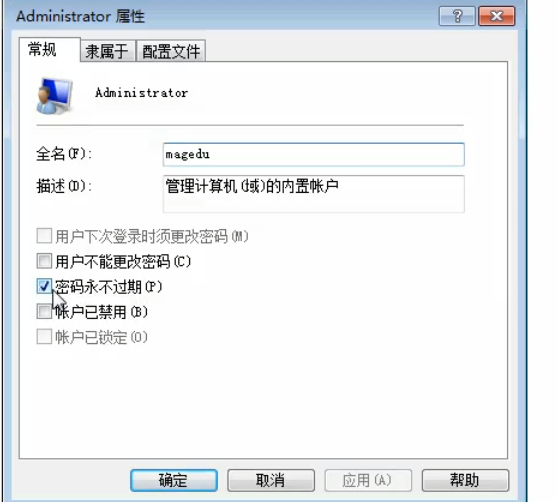 Administrator 属性
常规 隶属于 配置文件
Administrator
全名(F): magedu
描述(D): 管理计算机(域)的内置帐户
用户下次登录时须更改密码(M)
用户不能更改密码(C)
密码永不过期(P)
帐户已禁用(B)
帐户已锁定(O)
确定 取消 应用(A) 帮助